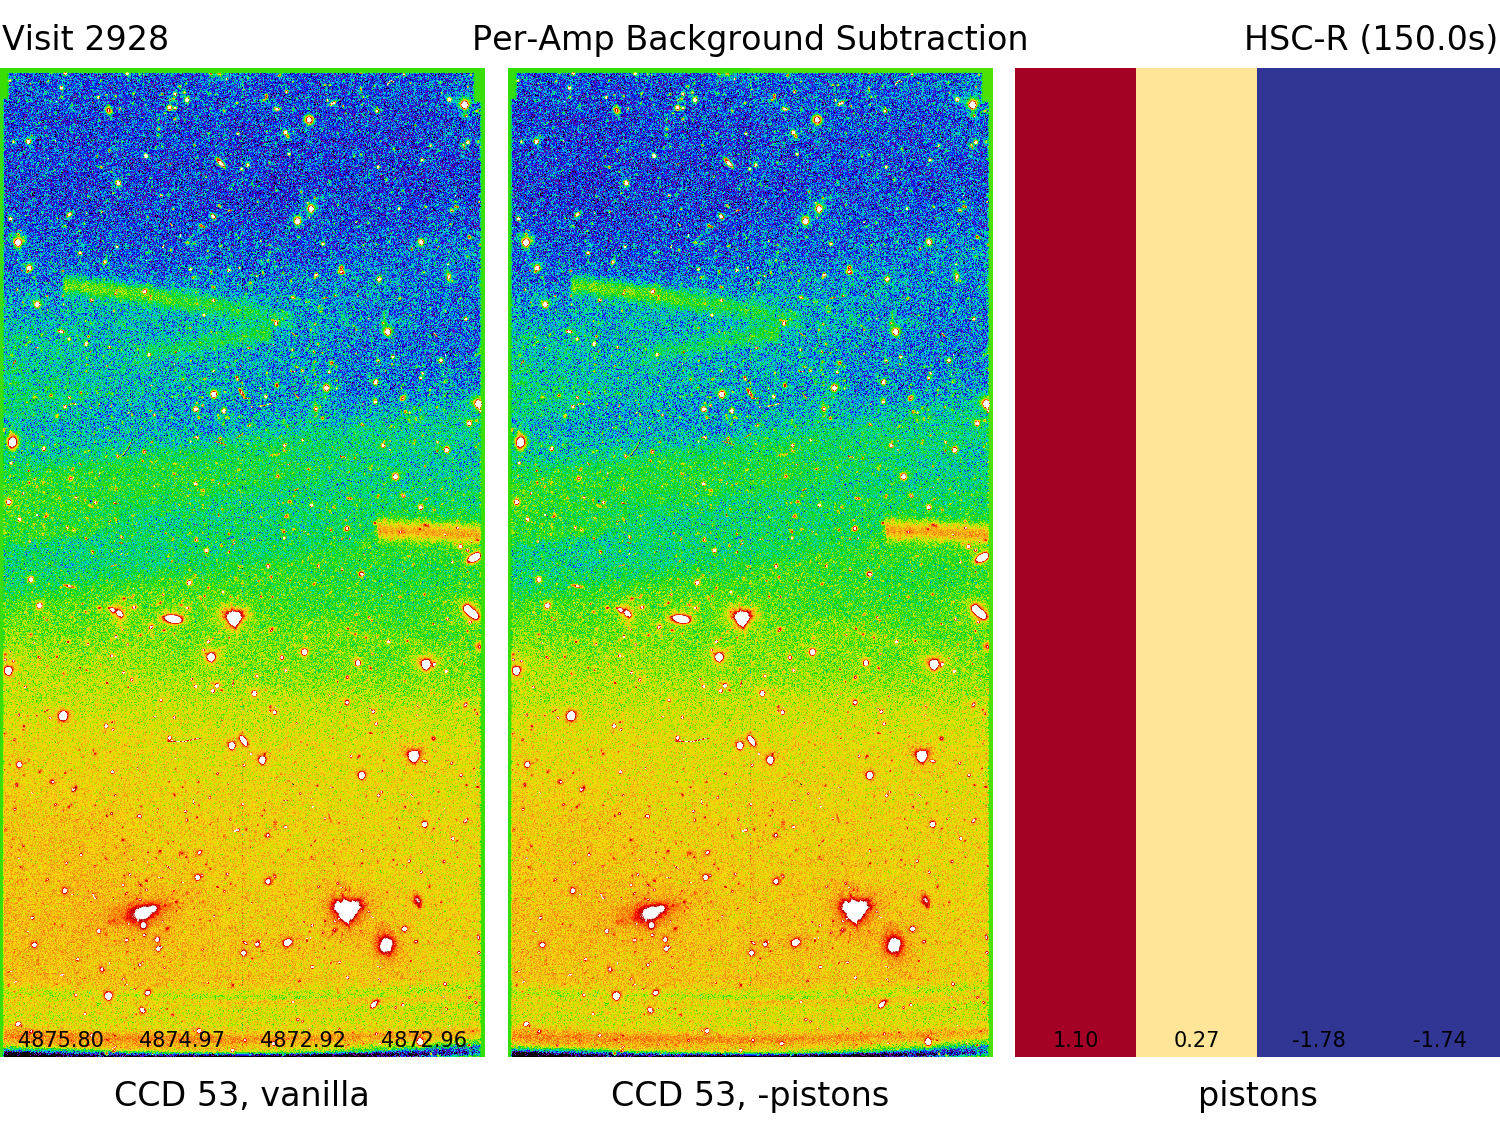 Visit 2928 Per-Amp Background Subtraction HSC-R (150.0s)
4875.80 4874.97 4872.92 4872.96 1.10 0.27 -1.78 -1.74
CCD 53, vanilla CCD 53, -pistons pistons